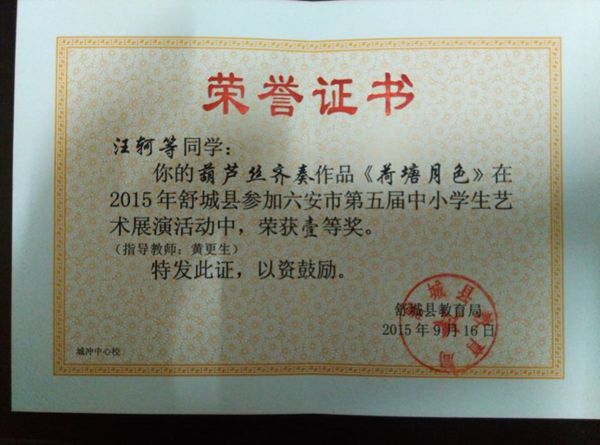 荣誉证书
汪轲等同学：
你的葫芦丝齐奏作品《荷塘月色》在
2015年舒城县参加六安市第五届中小学生艺
术展演活动中，荣获壹等奖。
（指导教师：黄更生）
特发此证，以资鼓励。
舒城县教育局
2015年9月16日
城冲中心校